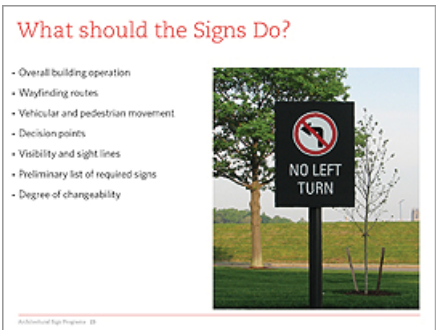 What should the Signs Do?
• Overall building operation
• Wayfinding routes
• Vehicular and pedestrian movement
• Decision points
• Visibility and sight lines
• Preliminary list of required signs
• Degree of changeability
NO LEFT
TURN
Architectural Sign Programs